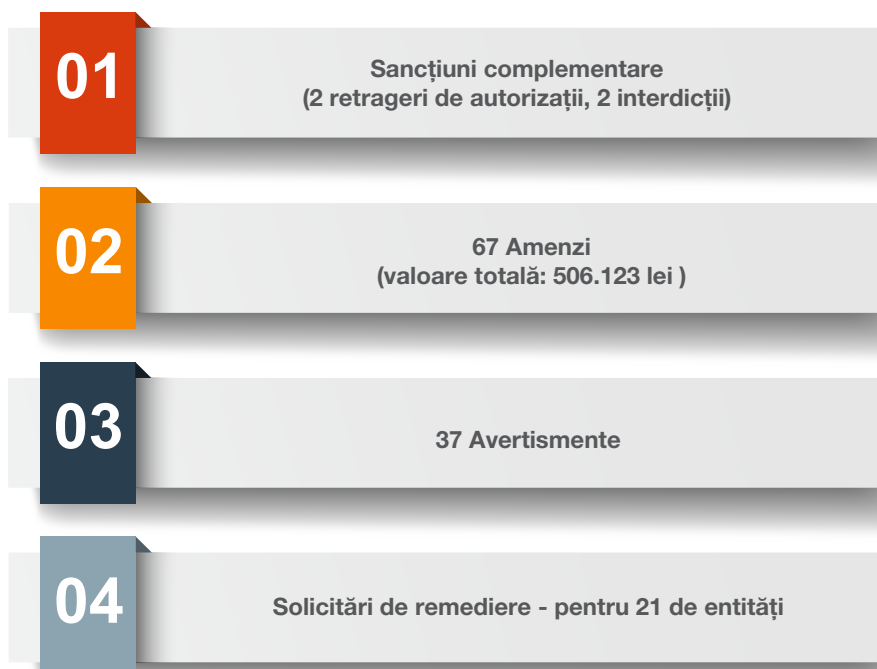 01
Sancțiuni complementare
(2 retrageri de autorizații, 2 interdicții)
02
67 Amenzi
(valoare totală: 506.123 lei )
03
37 Avertismente
04
Solicitări de remediere - pentru 21 de entități